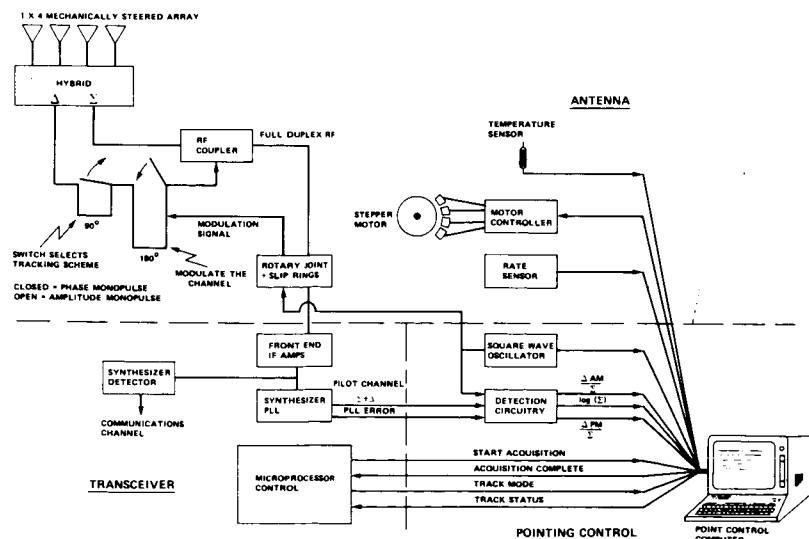 1 X 4 MECHANICALLY STEERED ARRAY
HYBRID
Δ Σ
RF
COUPLER
FULL DUPLEX RF
90°
180°
MODULATION
SIGNAL
SWITCH SELECTS
TRACKING SCHEME
MODULATE THE
CHANNEL
CLOSED = PHASE MONOPULSE
OPEN = AMPLITUDE MONOPULSE
ROTARY JOINT
+ SLIP RINGS
ANTENNA
TEMPERATURE
SENSOR
STEPPER
MOTOR
MOTOR
CONTROLLER
RATE
SENSOR
FRONT END
IF AMPS
SYNTHESIZER
DETECTOR
COMMUNICATIONS
CHANNEL
SYNTHESIZER
PLL
PILOT CHANNEL
Σ+Δ
PLL ERROR
SQUARE WAVE
OSCILLATOR
DETECTION
CIRCUITRY
Δ AM
Σ
log (Σ)
Δ PM
Σ
TRANSCEIVER
MICROPROCESSOR
CONTROL
START ACQUISITION
ACQUISITION COMPLETE
TRACK MODE
TRACK STATUS
POINTING CONTROL
POINT CONTROL
COMPUTER